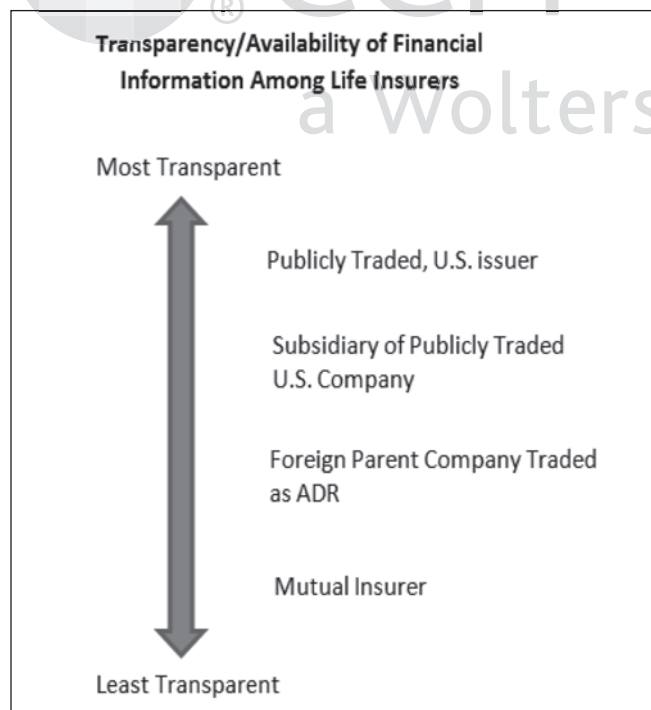 ®
Transparency/Availability of Financial
Information Among Life Insurers
a Wolters
Most Transparent
Publicly Traded, U.S. issuer
Subsidiary of Publicly Traded
U.S. Company
Foreign Parent Company Traded
as ADR
Mutual Insurer
Least Transparent